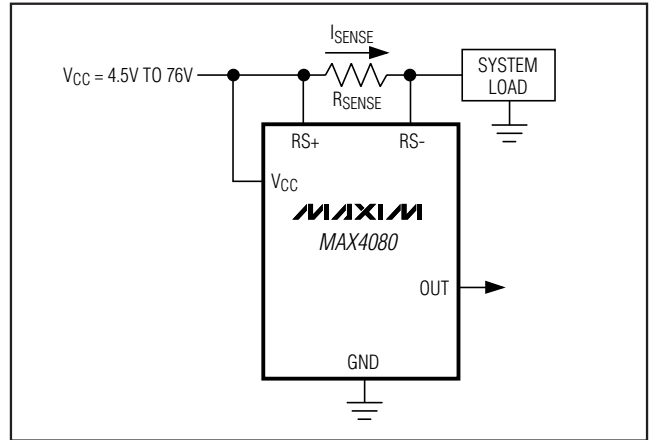 ISENSE
VCC = 4.5V TO 76V
RSENSE
SYSTEM
LOAD
RS+ RS-
VCC
MAXIM
MAX4080
OUT
GND